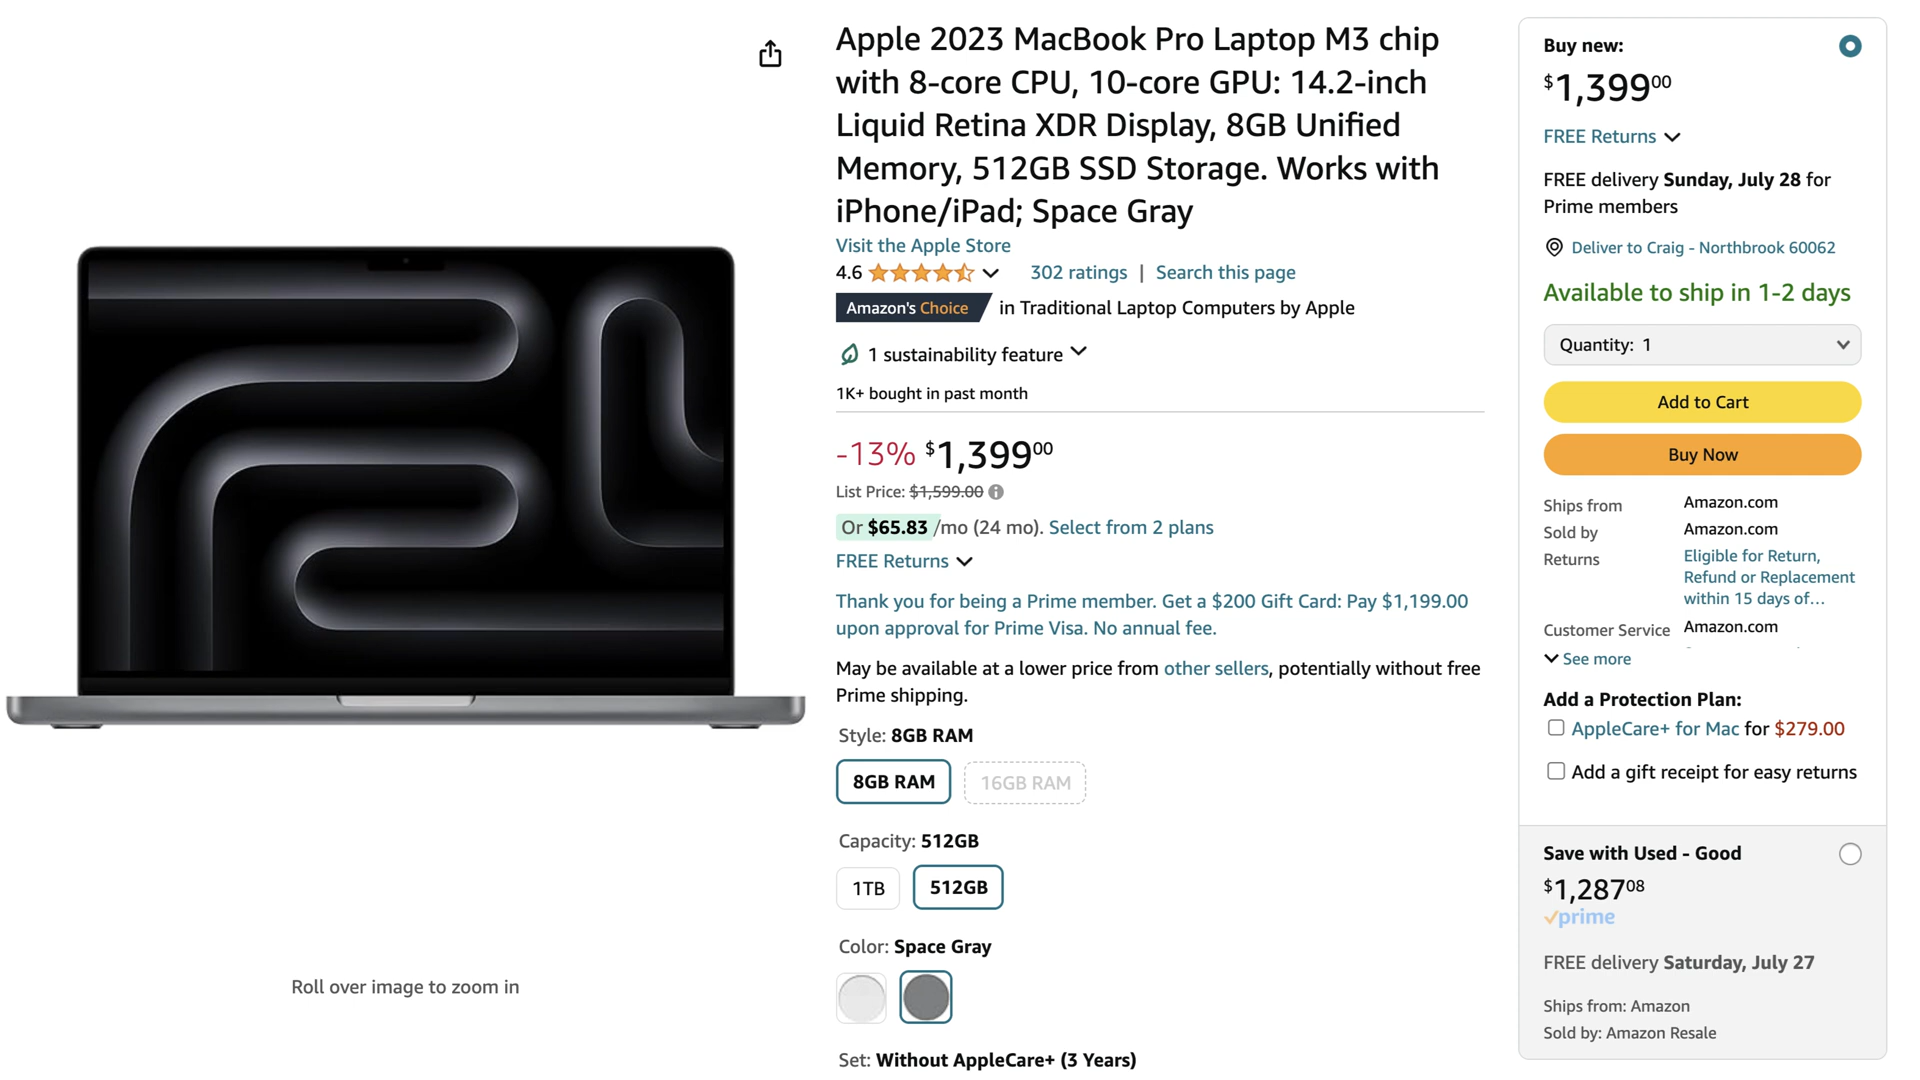 Apple 2023 MacBook Pro Laptop M3 chip
with 8-core CPU, 10-core GPU: 14.2-inch
Liquid Retina XDR Display, 8GB Unified
Memory, 512GB SSD Storage. Works with
iPhone/iPad; Space Gray
Visit the Apple Store
4.6
302 ratings | Search this page
Amazon's Choice in Traditional Laptop Computers by Apple
1 sustainability feature
1K+ bought in past month
-13% $1,399 00
List Price: $1,599.00
Or $65.83 /mo (24 mo). Select from 2 plans
FREE Returns
Thank you for being a Prime member. Get a $200 Gift Card: Pay $1,199.00
upon approval for Prime Visa. No annual fee.
May be available at a lower price from other sellers, potentially without free
Prime shipping.
Style: 8GB RAM
8GB RAM 16GB RAM
Capacity: 512GB
1TB 512GB
Color: Space Gray
Set: Without AppleCare+ (3 Years)
Roll over image to zoom in
Buy new:
$1,399 00
FREE Returns
FREE delivery Sunday, July 28 for
Prime members
Deliver to Craig - Northbrook 60062
Available to ship in 1-2 days
Quantity: 1
Add to Cart
Buy Now
Ships from Amazon.com
Sold by Amazon.com
Returns Eligible for Return,
Refund or Replacement
within 15 days of…
Customer Service Amazon.com
See more
Add a Protection Plan:
AppleCare+ for Mac for $279.00
Add a gift receipt for easy returns
Save with Used - Good
$1,287 08
prime
FREE delivery Saturday, July 27
Ships from: Amazon
Sold by: Amazon Resale